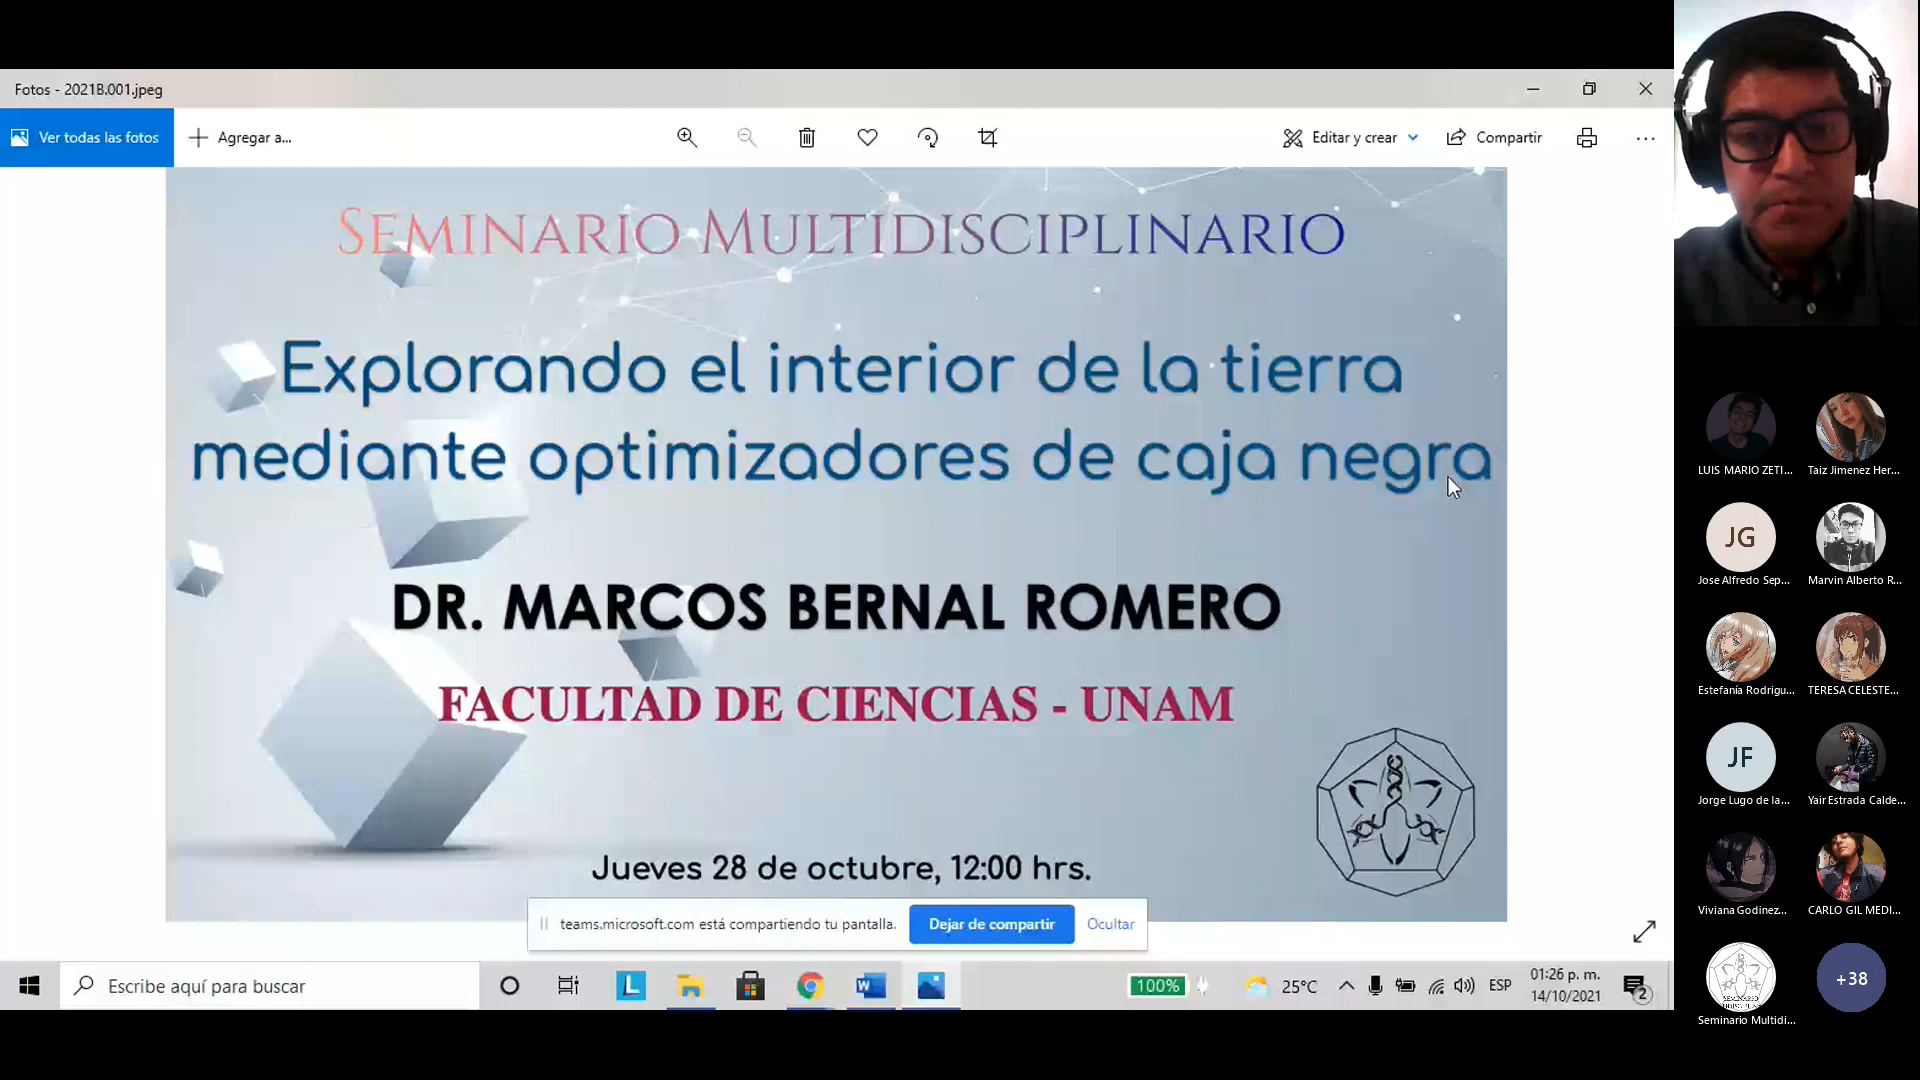 Fotos - 2021B.001.jpeg
Ver todas las fotos
Agregar a...
Editar y crear
Compartir
SEMINARIO MULTIDISCIPLINARIO
Explorando el interior de la tierra
mediante optimizadores de caja negra
DR. MARCOS BERNAL ROMERO
FACULTAD DE CIENCIAS - UNAM
Jueves 28 de octubre, 12:00 hrs.
teams.microsoft.com está compartiendo tu pantalla.
Dejar de compartir
Ocultar
Escribe aquí para buscar
100%
25°C
ESP
01:26 p. m.
14/10/2021
2
LUIS MARIO ZETI...
Taiz Jimenez Her...
JG
Jose Alfredo Sep...
Marvin Alberto R...
Estefanía Rodrigu...
TERESA CELESTE...
JF
Jorge Lugo de la...
Yair Estrada Calde...
Viviana Godinez...
CARLO GIL MEDI...
SEMINARIO
Seminario Multidi...
+38